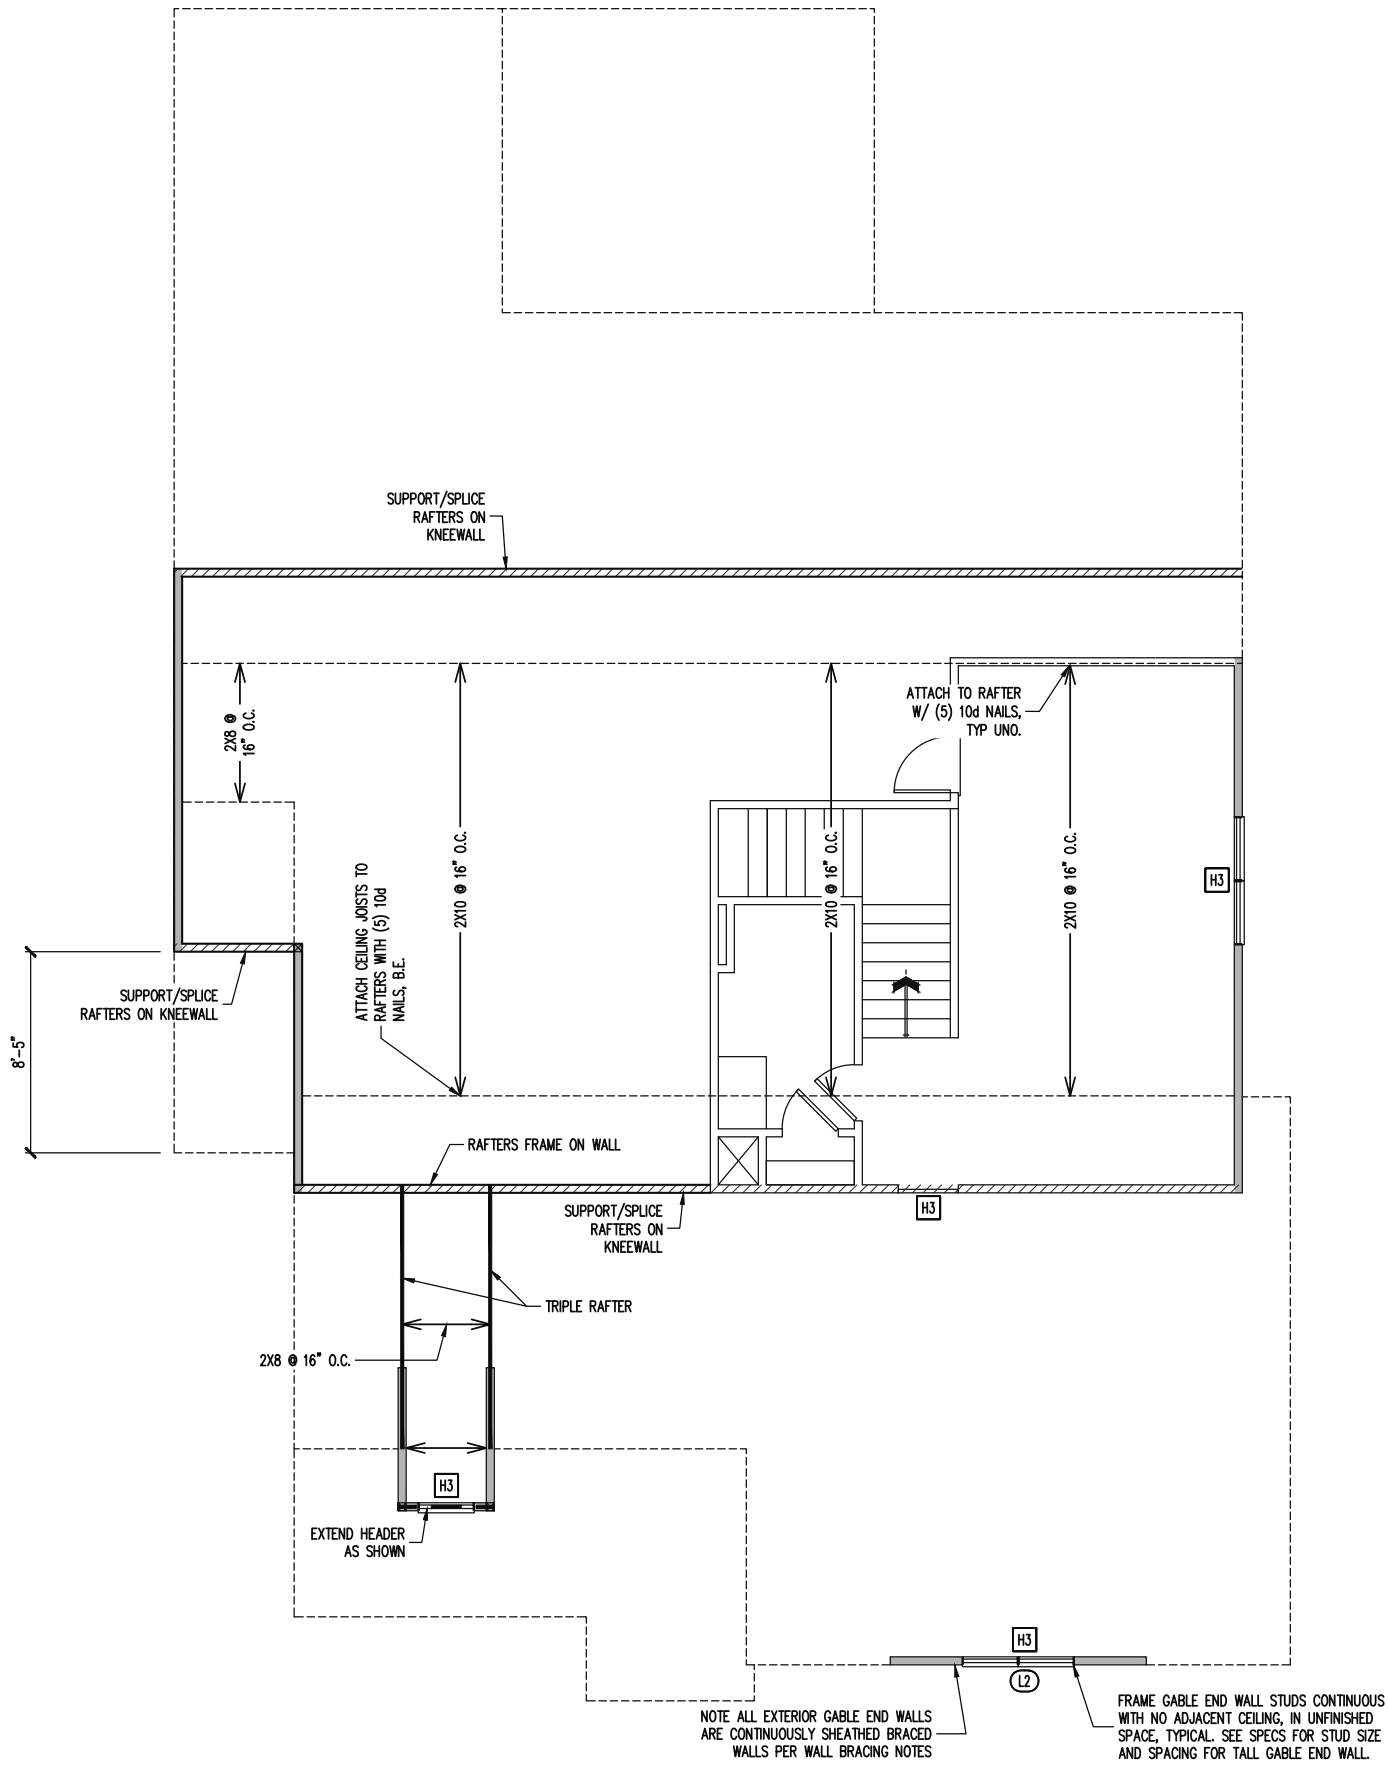 SUPPORT/SPLICE
RAFTERS ON
KNEEWALL
ATTACH TO RAFTER
W/ (5) 10d NAILS,
TYP UNO.
2X8 @
16" O.C.
2X10 @ 16" O.C.
2X10 @ 16" O.C.
2X10 @ 16" O.C.
H3
ATTACH CEILING JOISTS TO
RAFTERS WITH (5) 10d
NAILS, B.E.
SUPPORT/SPLICE
RAFTERS ON KNEEWALL
8'-5"
RAFTERS FRAME ON WALL
SUPPORT/SPLICE
RAFTERS ON
KNEEWALL
H3
TRIPLE RAFTER
2X8 @ 16" O.C.
H3
EXTEND HEADER
AS SHOWN
H3
L2
NOTE ALL EXTERIOR GABLE END WALLS
ARE CONTINUOUSLY SHEATHED BRACED
WALLS PER WALL BRACING NOTES
FRAME GABLE END WALL STUDS CONTINUOUS
WITH NO ADJACENT CEILING, IN UNFINISHED
SPACE, TYPICAL. SEE SPECS FOR STUD SIZE
AND SPACING FOR TALL GABLE END WALL.